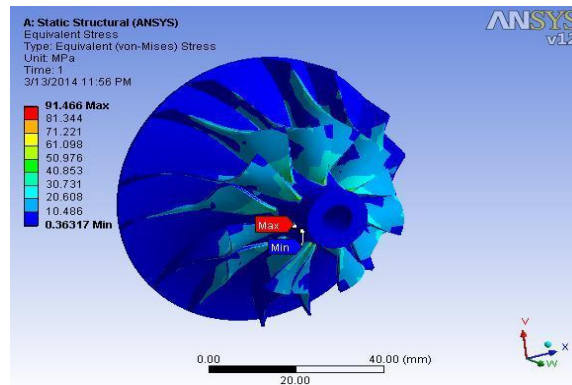 A: Static Structural (ANSYS)
Equivalent Stress
Type: Equivalent (von-Mises) Stress
Unit: MPa
Time: 1
3/13/2014 11:56 PM
91.466 Max
81.344
71.221
61.098
50.976
40.853
30.731
20.608
10.486
0.36317 Min
ANSYS
v12
Max
Min
0.00
40.00 (mm)
20.00
X